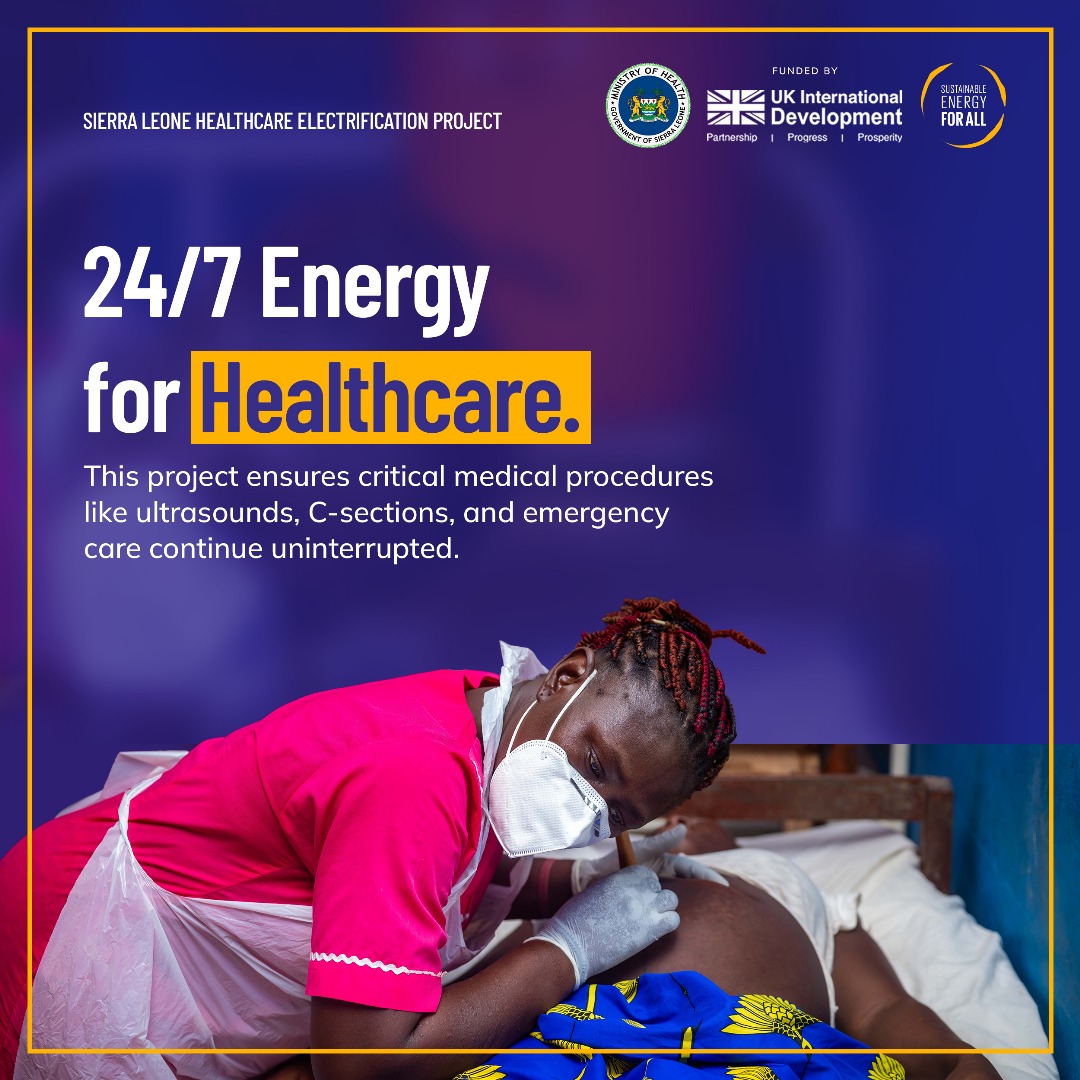 SIERRA LEONE HEALTHCARE ELECTRIFICATION PROJECT
MINISTRY OF HEALTH
GOVERNMENT OF SIERRA LEONE
FUNDED BY
UK International
Development
Partnership | Progress | Prosperity
SUSTAINABLE
ENERGY
FOR ALL
24/7 Energy
for Healthcare.
This project ensures critical medical procedures
like ultrasounds, C-sections, and emergency
care continue uninterrupted.